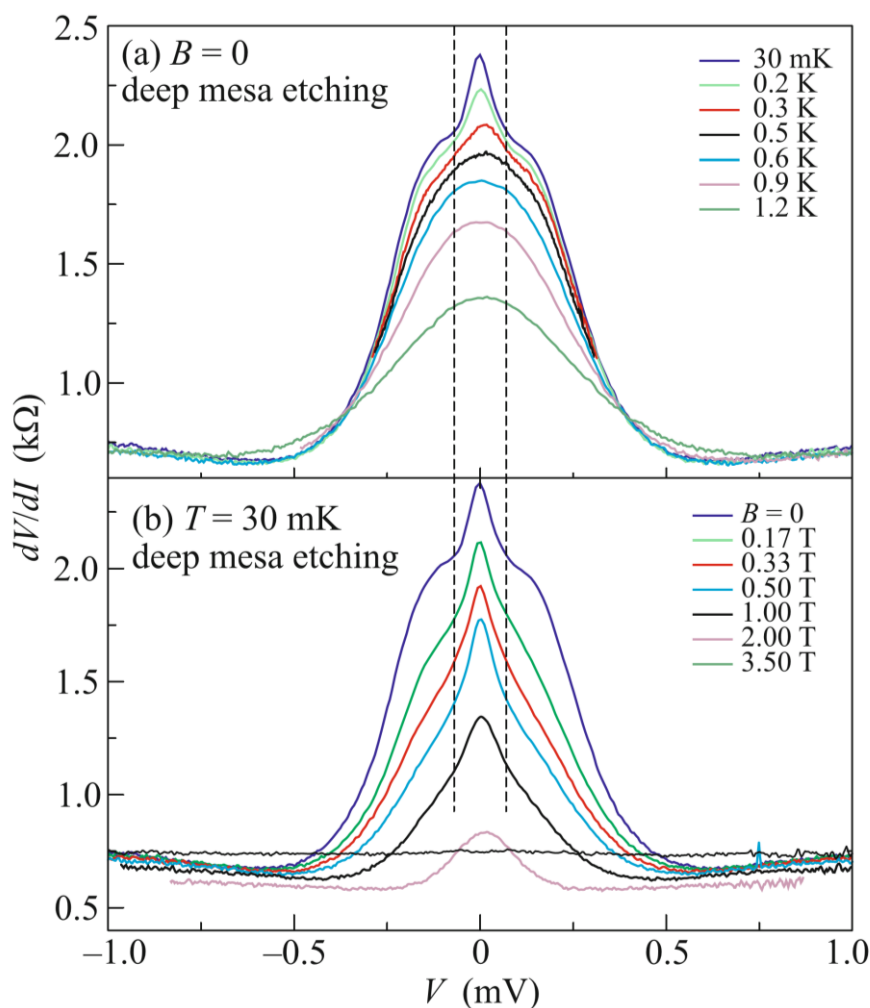 2.5
(a) B = 0
deep mesa etching
30 mK
0.2 K
0.3 K
0.5 K
0.6 K
0.9 K
1.2 K
2.0
1.5
1.0
dV/dI (kΩ)
(b) T = 30 mK
deep mesa etching
B = 0
0.17 T
0.33 T
0.50 T
1.00 T
2.00 T
3.50 T
2.0
1.5
1.0
0.5
–1.0
–0.5
0
0.5
1.0
V (mV)